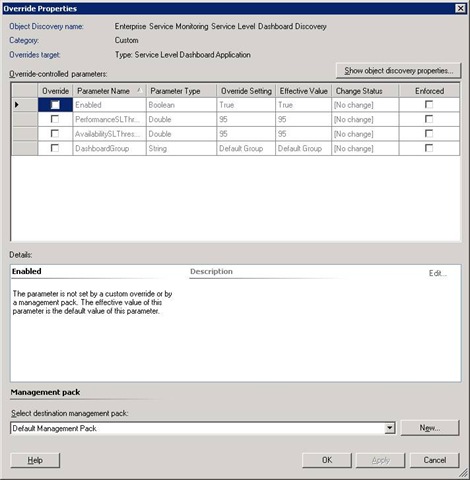 Override Properties
Object Discovery name: Enterprise Service Monitoring Service Level Dashboard Discovery
Category: Custom
Overrides target: Type: Service Level Dashboard Application
Override-controlled parameters:
Show object discovery properties...
Override Parameter Name Parameter Type Override Setting Effective Value Change Status Enforced
Enabled Boolean True True [No change]
PerformanceSLThr... Double 95 95 [No change]
AvailabilitySLThres... Double 95 95 [No change]
DashboardGroup String Default Group Default Group [No change]
Details:
Enabled Description Edit...
The parameter is not set by a custom override or by
a management pack. The effective value of this
parameter is the default value of this parameter.
Management pack
Select destination management pack:
Default Management Pack New...
Help OK Apply Cancel